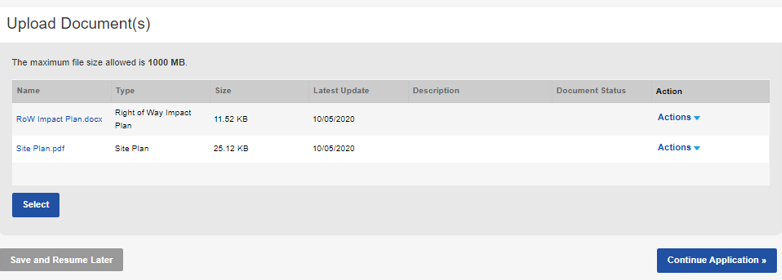 Upload Document(s)
The maximum file size allowed is 1000 MB.
Name Type Size Latest Update Description Document Status Action
RoW Impact Plan.docx Right of Way Impact Plan 11.52 KB 10/05/2020 Actions
Site Plan.pdf Site Plan 25.12 KB 10/05/2020 Actions
Select
Save and Resume Later Continue Application »